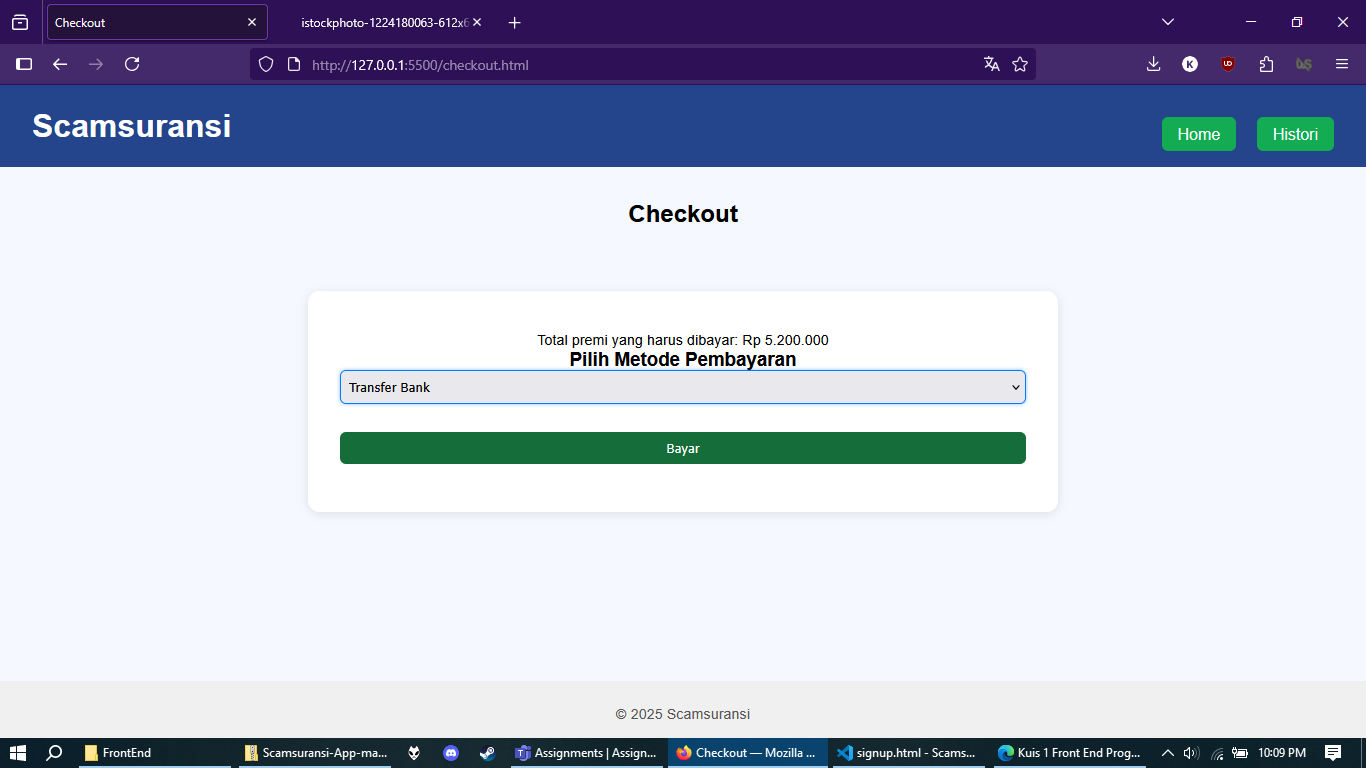 Checkout
istockphoto-1224180063-612x6
http://127.0.0.1:5500/checkout.html
K
Scamsuransi
Home
Histori
Checkout
Total premi yang harus dibayar: Rp 5.200.000
Pilih Metode Pembayaran
Transfer Bank
Bayar
© 2025 Scamsuransi
FrontEnd
Scamsuransi-App-ma...
Assignments | Assign...
Checkout — Mozilla ...
signup.html - Scams...
Kuis 1 Front End Prog...
10:09 PM